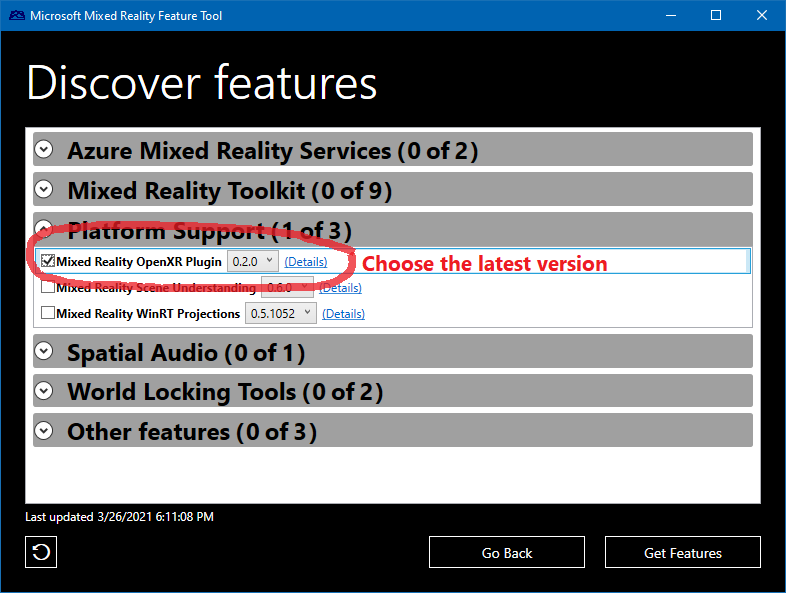 Microsoft Mixed Reality Feature Tool
Discover features
Azure Mixed Reality Services (0 of 2)
Mixed Reality Toolkit (0 of 9)
Platform Support (1 of 3)
Mixed Reality OpenXR Plugin 0.2.0 (Details) Choose the latest version
Mixed Reality Scene Understanding 0.6.0 (Details)
Mixed Reality WinRT Projections 0.5.1052 (Details)
Spatial Audio (0 of 1)
World Locking Tools (0 of 2)
Other features (0 of 3)
Last updated 3/26/2021 6:11:08 PM
Go Back Get Features